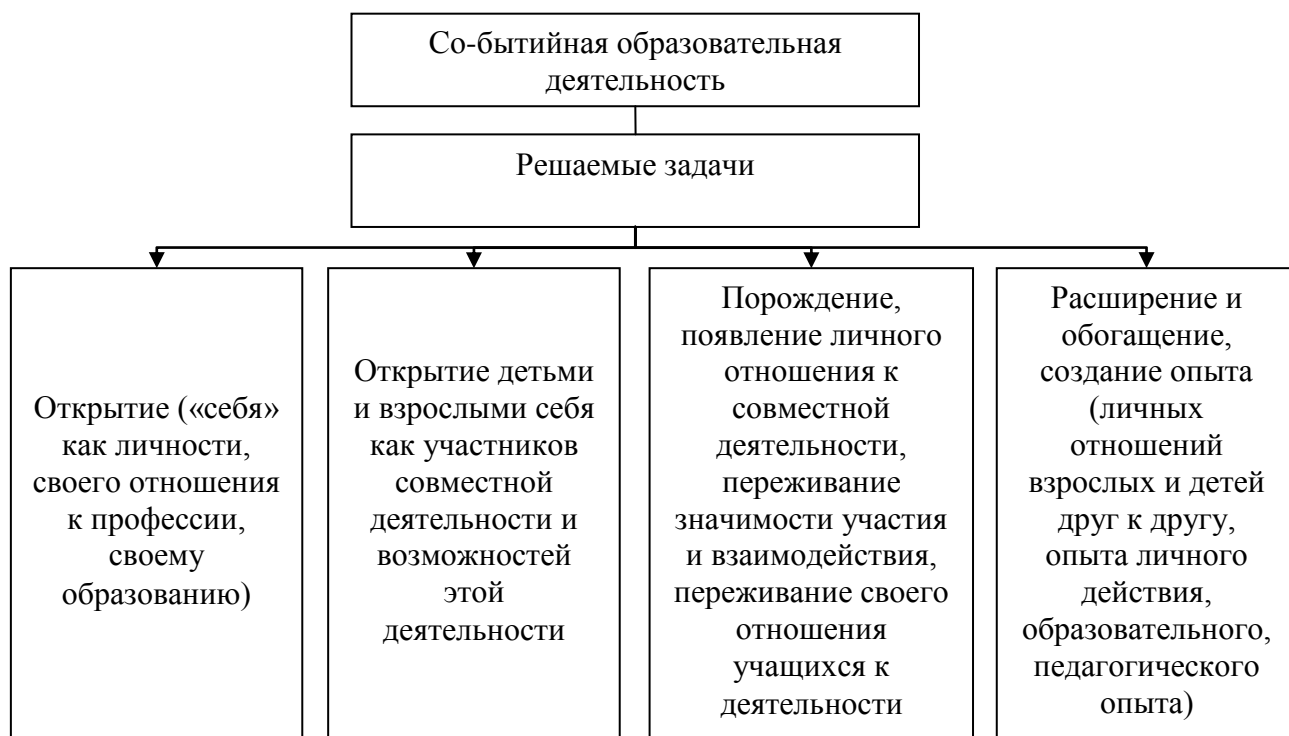 Со-бытийная образовательная
деятельность
Решаемые задачи
Открытие («себя»
как личности,
своего отношения
к профессии,
своему
образованию)
Открытие детьми
и взрослыми себя
как участников
совместной
деятельности и
возможностей
этой
деятельности
Порождение,
появление личного
отношения к
совместной
деятельности,
переживание
значимости участия
и взаимодействия,
переживание своего
отношения
учащихся к
деятельности
Расширение и
обогащение,
создание опыта
(личных
отношений
взрослых и детей
друг к другу,
опыта личного
действия,
образовательного,
педагогического
опыта)